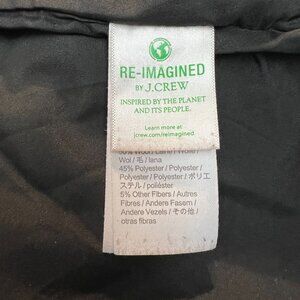 RE-IMAGINED
BY J.CREW
INSPIRED BY THE PLANET
AND ITS PEOPLE.
Learn more at
jcrew.com/reimagined
Wol / 毛 / lana
45% Polyester / Polyester /
Polyester / Polyester / ポリエ
ステル / poliéster
5% Other Fibers / Autres
Fibres / Andere Fasern /
Andere Vezels / その他 /
otras fibras